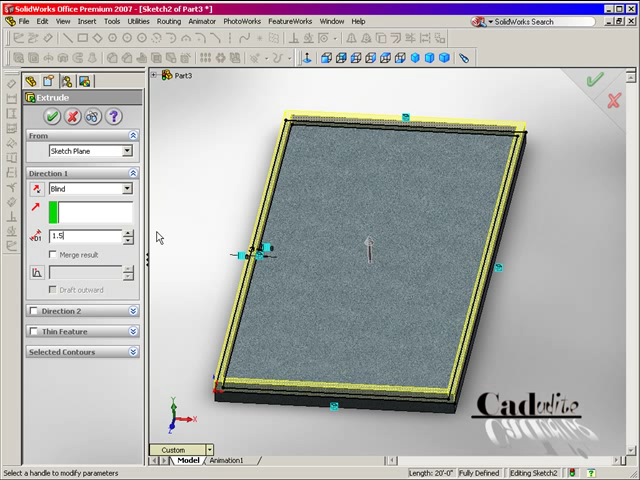 SolidWorks Office Premium 2007 - [Sketch2 of Part3 *]
File Edit View Insert Tools Utilities Routing Animator PhotoWorks FeatureWorks Window Help
SolidWorks Search
Part3
Extrude
From
Sketch Plane
Direction 1
Blind
D1
1.5
Merge result
Draft outward
Direction 2
Thin Feature
Selected Contours
Y
X
Z
Cadudite
Custom
Model Animation1
Select a handle to modify parameters
Length: 20'-0" Fully Defined Editing Sketch2